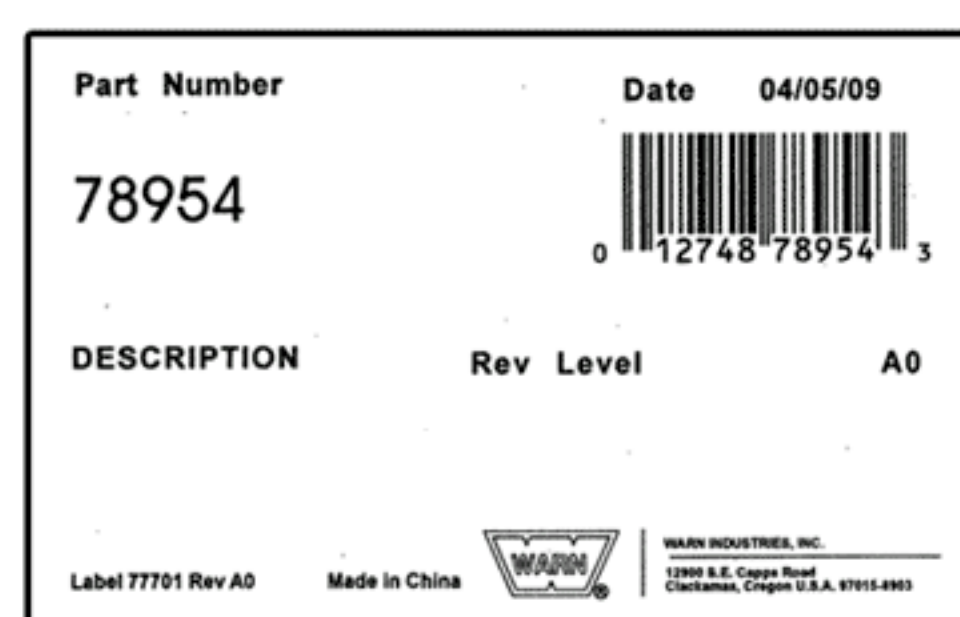 Part Number
Date 04/05/09
78954
0 12748 78954 3
DESCRIPTION
Rev Level A0
WARN INDUSTRIES, INC.
WARN®
12900 S.E. Capps Road
Label 77701 Rev A0
Made in China
Clackamas, Oregon U.S.A. 97015-8903